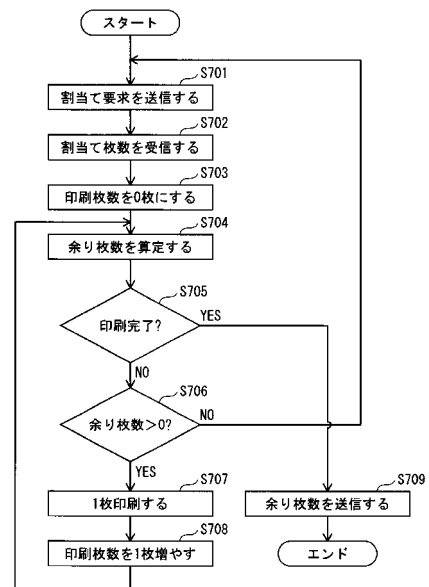 スタート
S701
割当て要求を送信する
S702
割当て枚数を受信する
S703
印刷枚数を0枚にする
S704
余り枚数を算定する
S705
印刷完了?
YES
NO
S706
余り枚数>0?
NO
YES
S707
1枚印刷する
S709
余り枚数を送信する
S708
印刷枚数を1枚増やす
エンド